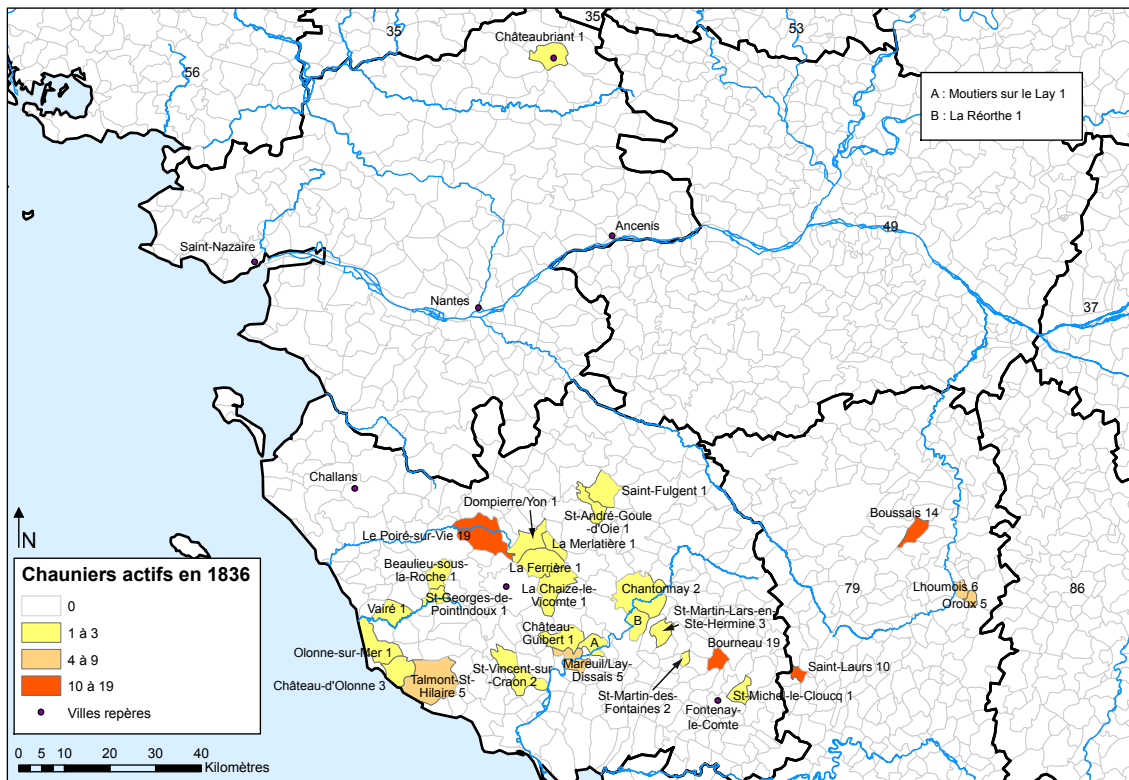 35
Châteaubriant 1
35
53
56
A : Moutiers sur le Lay 1
B : La Réorthe 1
Ancenis
49
Saint-Nazaire
Nantes
37
Challans
Saint-Fulgent 1
Dompierre/Yon 1
St-André-Goule
-d'Oie 1
Boussais 14
Le Poiré-sur-Vie 19
La Merlatière 1
N
Beaulieu-sous-
la-Roche 1
La Ferrière 1
Chauniers actifs en 1836
0
1 à 3
4 à 9
10 à 19
Villes repères
La Chaize-le-
Vicomte 1
Chantonnay 2
79
Lhoumois 6
86
St-Georges-de-
Pointindoux 1
Oroux 5
Vairé 1
St-Martin-Lars-en-
Ste-Hermine 3
Château-
Guibert 1
A
B
Bourneau 19
Olonne-sur-Mer 1
Mareuil/Lay-
Dissais 5
Saint-Laurs 10
St-Vincent-sur-
Craon 2
Talmont-St-
Hilaire 5
Château-d'Olonne 3
St-Martin-des-
Fontaines 2
St-Michel-le-Cloucq 1
Fontenay-
le-Comte
0 5 10 20 30 40
Kilomètres